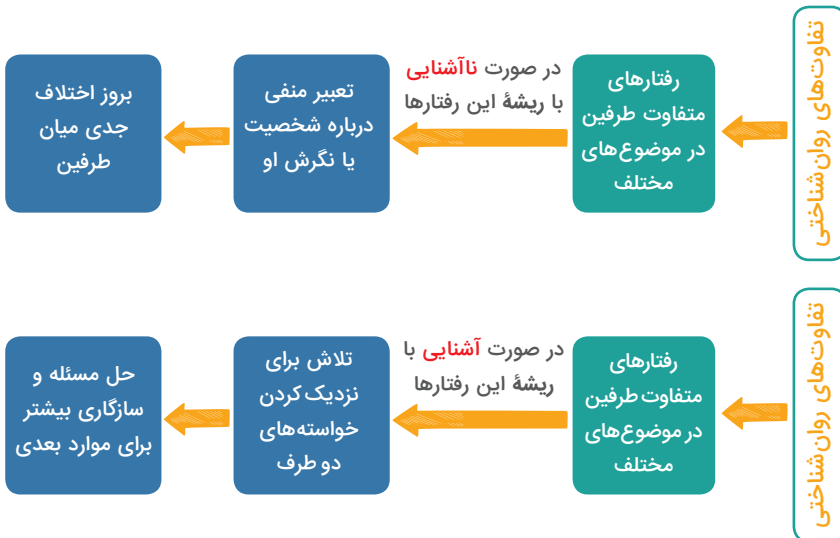 تفاوت‌های روان‌شناختی
رفتارهای
متفاوت طرفین
در موضوع‌های
مختلف
در صورت ناآشنایی
با ریشهٔ این رفتارها
تعبیر منفی
درباره شخصیت
یا نگرش او
بروز اختلاف
جدی میان
طرفین
تفاوت‌های روان‌شناختی
رفتارهای
متفاوت طرفین
در موضوع‌های
مختلف
در صورت آشنایی با
ریشهٔ این رفتارها
تلاش برای
نزدیک‌کردن
خواسته‌های
دو طرف
حل مسئله و
سازگاری بیشتر
برای موارد بعدی